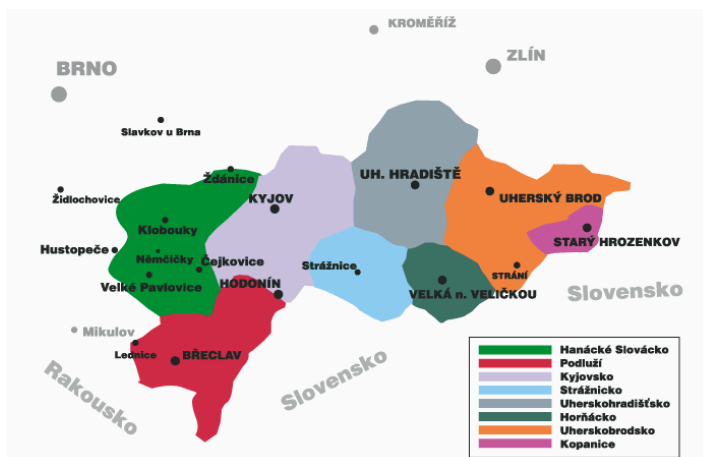 KROMĚŘÍŽ
ZLÍN
BRNO
Slavkov u Brna
Ždánice
UH. HRADIŠTĚ
Židlochovice
KYJOV
UHERSKÝ BROD
Klobouky
STARÝ HROZENKOV
Hustopeče
Němčičky
Čejkovice
Strážnice
STRÁNÍ
Velké Pavlovice
HODONÍN
VELKÁ n. VELIČKOU
Slovensko
Mikulov
Lednice
BŘECLAV
Slovensko
Rakousko
Hanácké Slovácko
Podluží
Kyjovsko
Strážnicko
Uherskohradišťsko
Horňácko
Uherskobrodsko
Kopanice